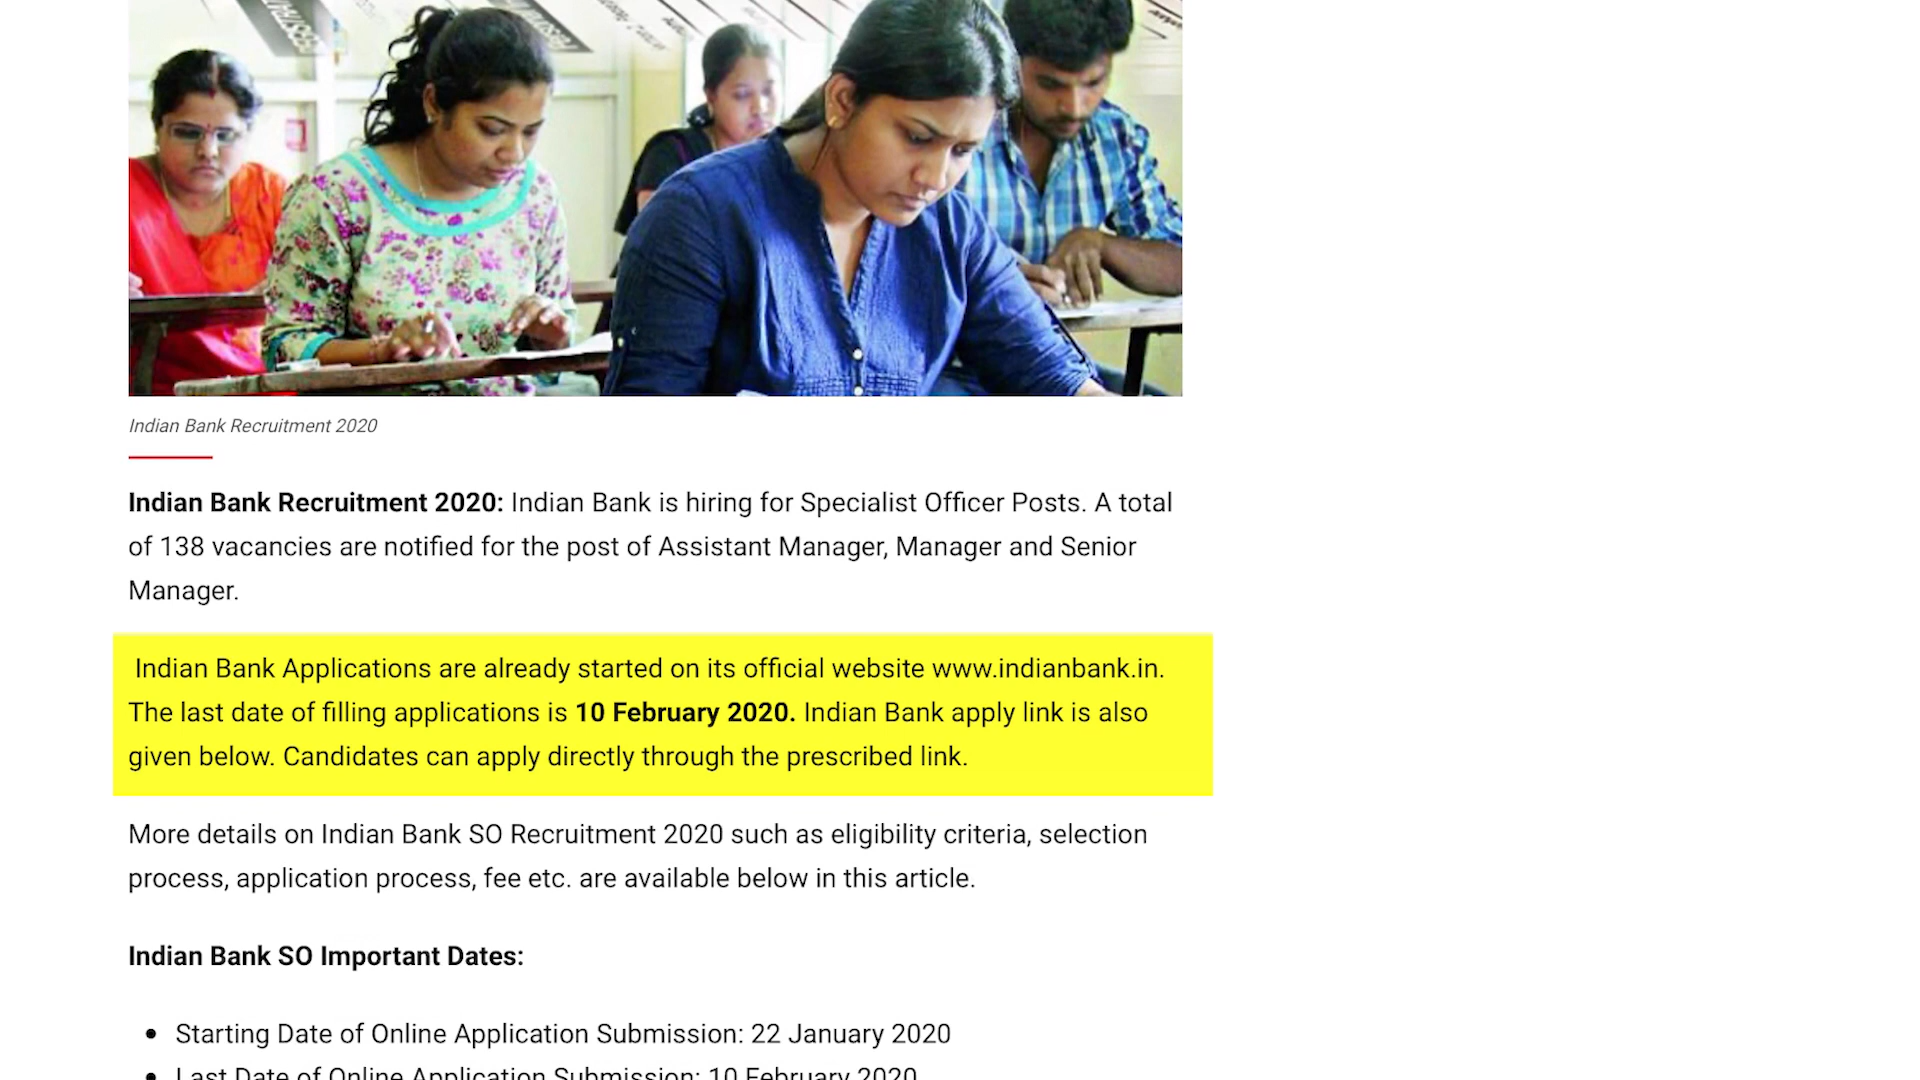 Indian Bank Recruitment 2020
Indian Bank Recruitment 2020: Indian Bank is hiring for Specialist Officer Posts. A total
of 138 vacancies are notified for the post of Assistant Manager, Manager and Senior
Manager.
Indian Bank Applications are already started on its official website www.indianbank.in.
The last date of filling applications is 10 February 2020. Indian Bank apply link is also
given below. Candidates can apply directly through the prescribed link.
More details on Indian Bank SO Recruitment 2020 such as eligibility criteria, selection
process, application process, fee etc. are available below in this article.
Indian Bank SO Important Dates:
• Starting Date of Online Application Submission: 22 January 2020
• Last Date of Online Application Submission: 10 February 2020